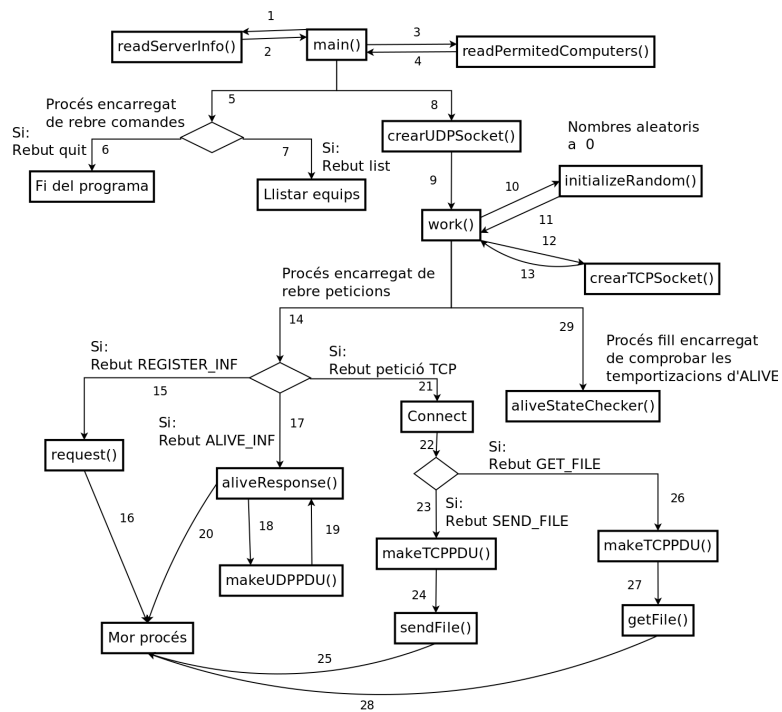 1
readServerInfo()
2
main()
3
4
readPermitedComputers()
Procés encarregat
de rebre comandes
5
8
Si:
Rebut quit
6
7
Si:
Rebut list
Fi del programa
Llistar equips
crearUDPSocket()
Nombres aleatoris
a 0
9
10
initializeRandom()
11
work()
12
13
crearTCPSocket()
Procés encarregat de
rebre peticions
14
29
Procés fill encarregat
de comprobar les
temportizacions d'ALIVE
Si:
Rebut REGISTER_INF
15
Si:
Rebut petició TCP
21
aliveStateChecker()
Si:
Rebut ALIVE_INF
17
Connect
22
request()
Si:
Rebut GET_FILE
aliveResponse()
16
20
18
19
23
Si:
Rebut SEND_FILE
26
makeUDPPDU()
makeTCPPDU()
makeTCPPDU()
24
27
Mor procés
sendFile()
getFile()
25
28